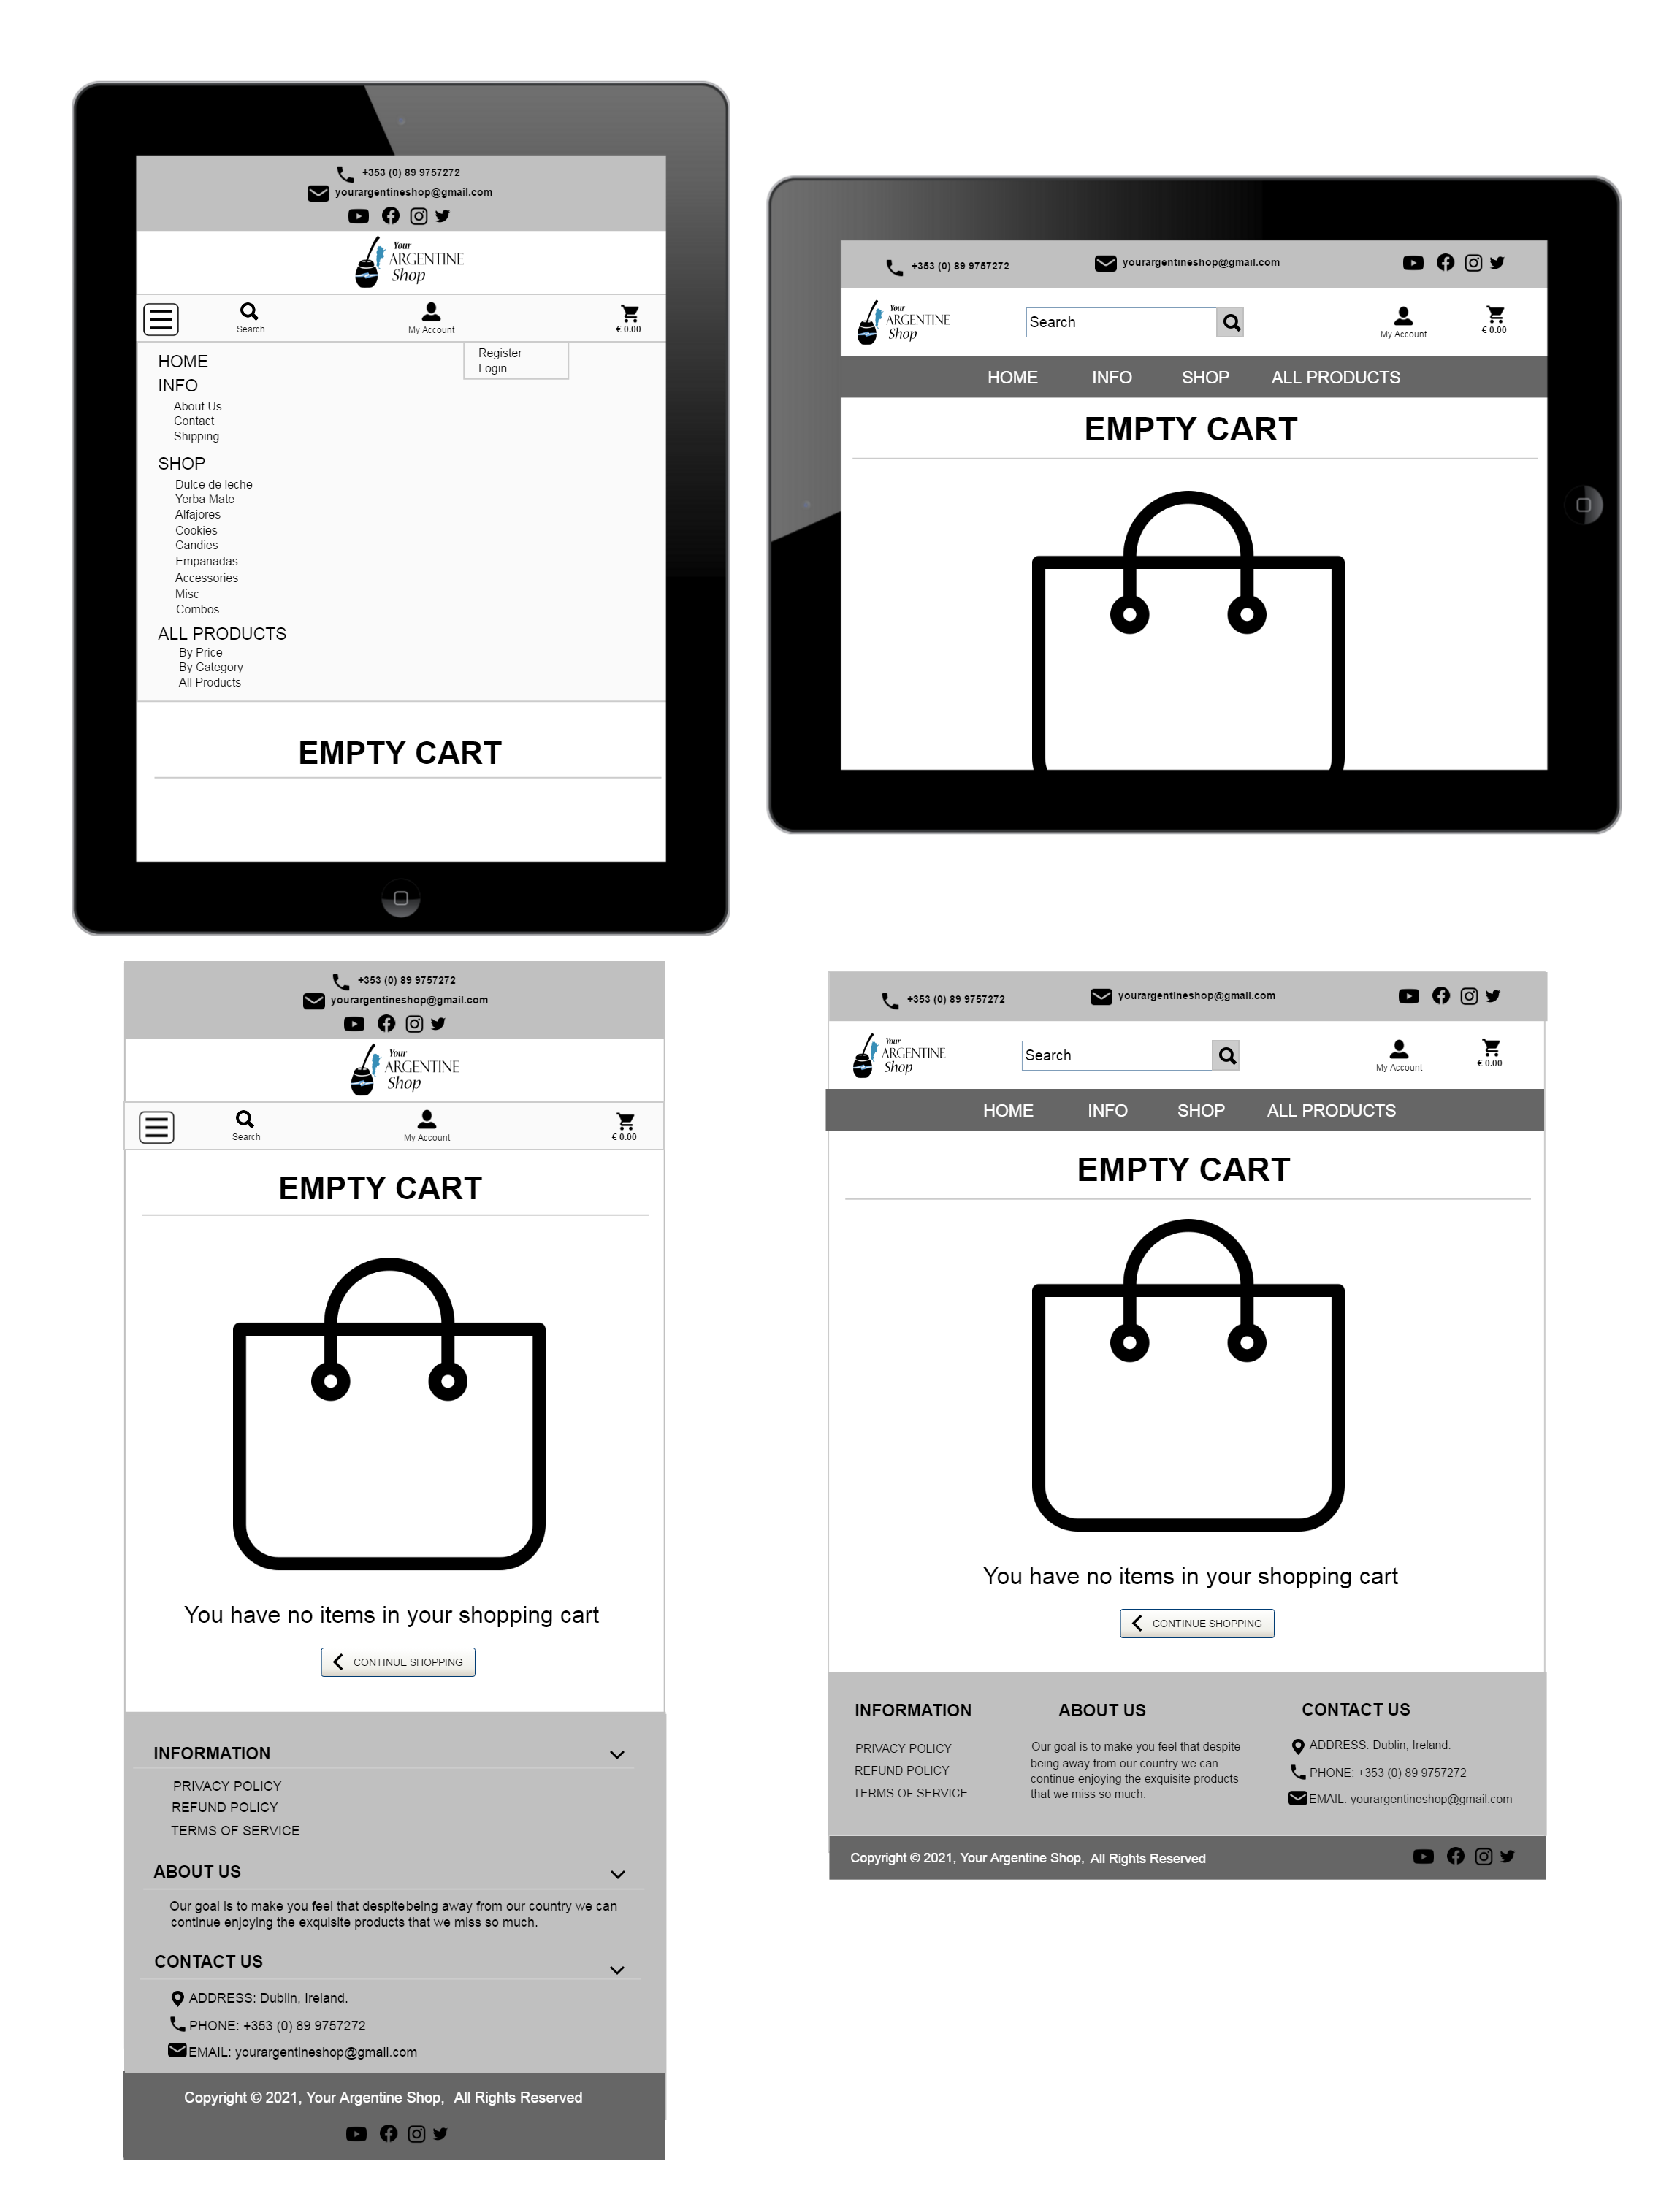 +353 (0) 89 9757272
yourargentineshop@gmail.com
Your
ARGENTINE
Shop
Search
My Account
€ 0.00
Register
Login
HOME
INFO
About Us
Contact
Shipping
SHOP
Dulce de leche
Yerba Mate
Alfajores
Cookies
Candies
Empanadas
Accessories
Misc
Combos
ALL PRODUCTS
By Price
By Category
All Products
EMPTY CART
+353 (0) 89 9757272 yourargentineshop@gmail.com
Your
ARGENTINE
Shop
Search
My Account
€ 0.00
HOME INFO SHOP ALL PRODUCTS
EMPTY CART
+353 (0) 89 9757272
yourargentineshop@gmail.com
Your
ARGENTINE
Shop
Search
My Account
€ 0.00
EMPTY CART
You have no items in your shopping cart
CONTINUE SHOPPING
INFORMATION
PRIVACY POLICY
REFUND POLICY
TERMS OF SERVICE
ABOUT US
Our goal is to make you feel that despitebeing away from our country we can
continue enjoying the exquisite products that we miss so much.
CONTACT US
ADDRESS: Dublin, Ireland.
PHONE: +353 (0) 89 9757272
EMAIL: yourargentineshop@gmail.com
Copyright © 2021, Your Argentine Shop, All Rights Reserved
+353 (0) 89 9757272 yourargentineshop@gmail.com
Your
ARGENTINE
Shop
Search
My Account
€ 0.00
HOME INFO SHOP ALL PRODUCTS
EMPTY CART
You have no items in your shopping cart
CONTINUE SHOPPING
INFORMATION
PRIVACY POLICY
REFUND POLICY
TERMS OF SERVICE
ABOUT US
Our goal is to make you feel that despite
being away from our country we can
continue enjoying the exquisite products
that we miss so much.
CONTACT US
ADDRESS: Dublin, Ireland.
PHONE: +353 (0) 89 9757272
EMAIL: yourargentineshop@gmail.com
Copyright © 2021, Your Argentine Shop, All Rights Reserved